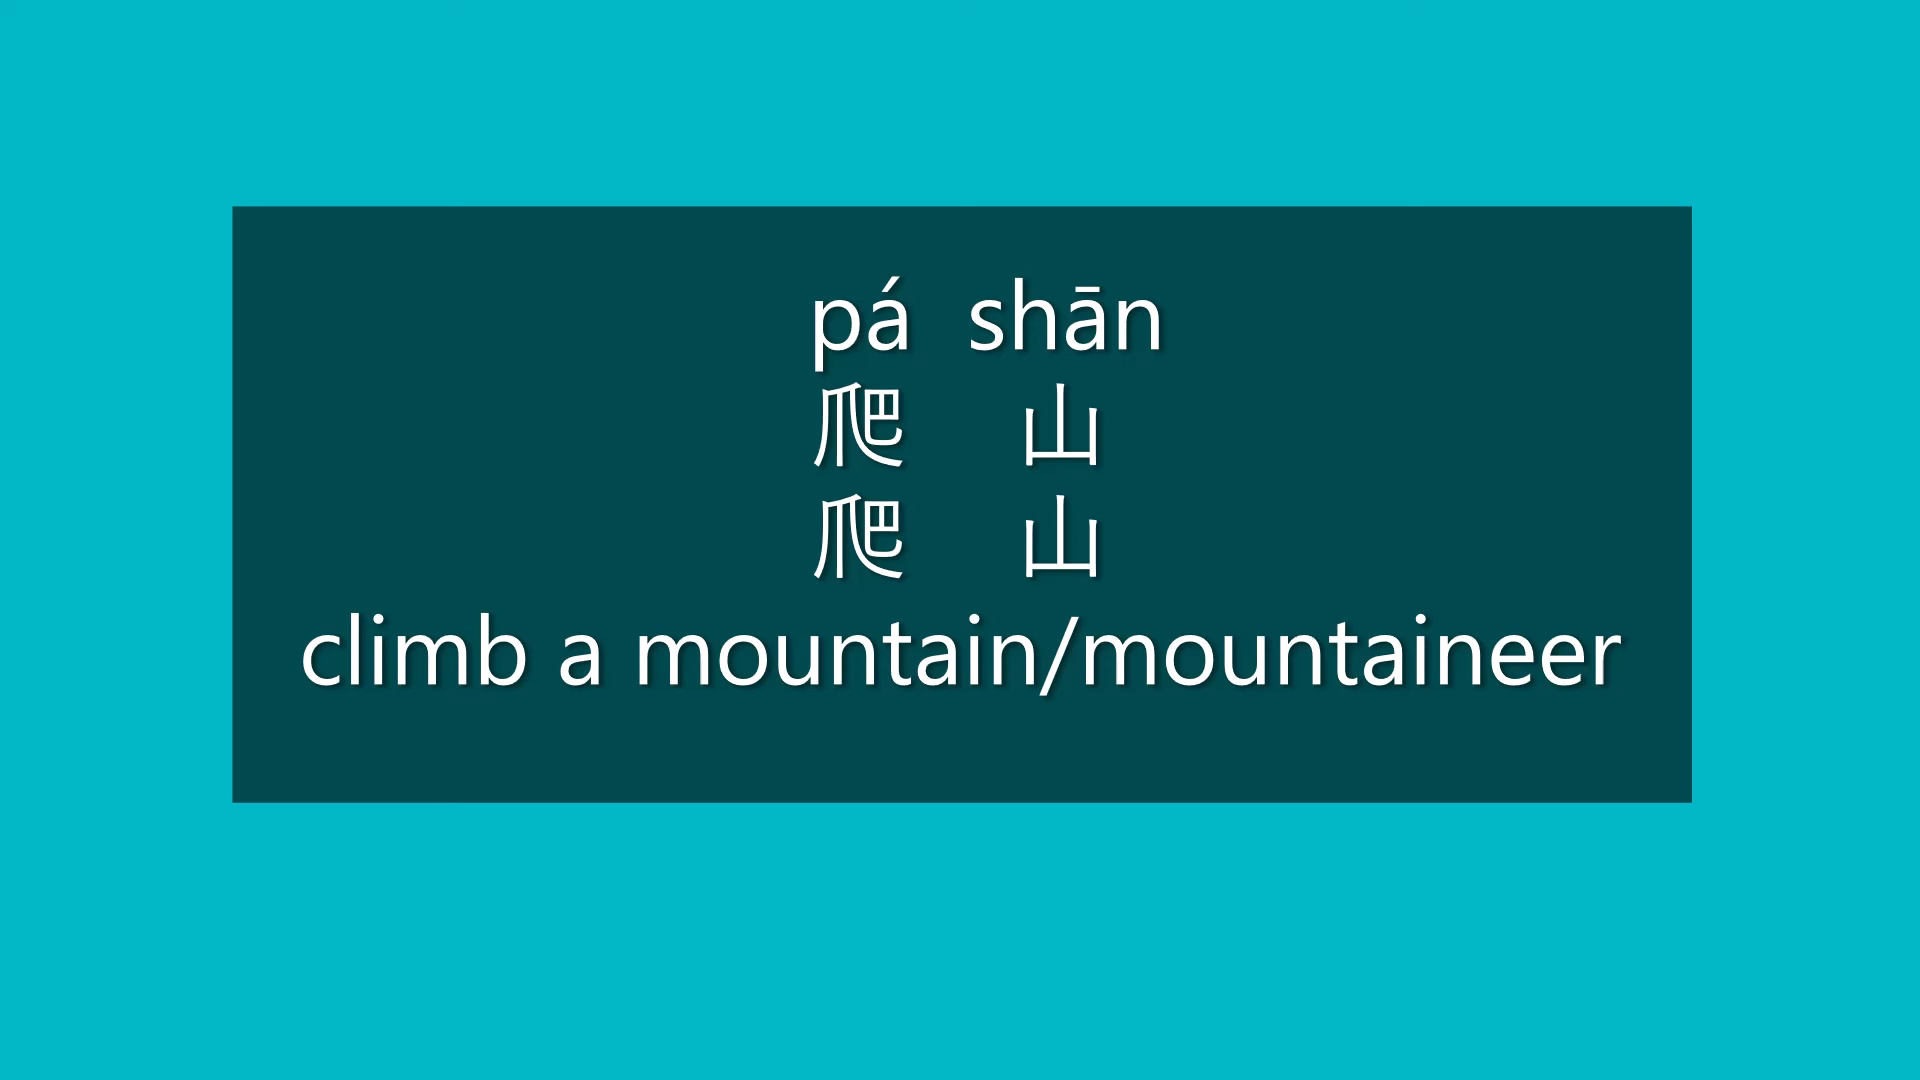 pá shān
爬 山
爬 山
climb a mountain/mountaineer